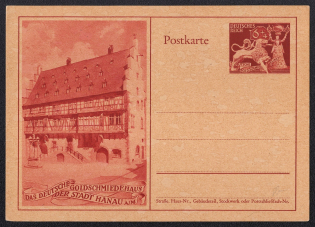 Postkarte
DEUTSCHES
REICH
DAS DEUTSCHE
GOLDSCHMIEDEHAUS
DER STADT HANAU A/M
Straße, Haus-Nr., Gebäudeteil, Stockwerk oder Postschließfach-Nr.